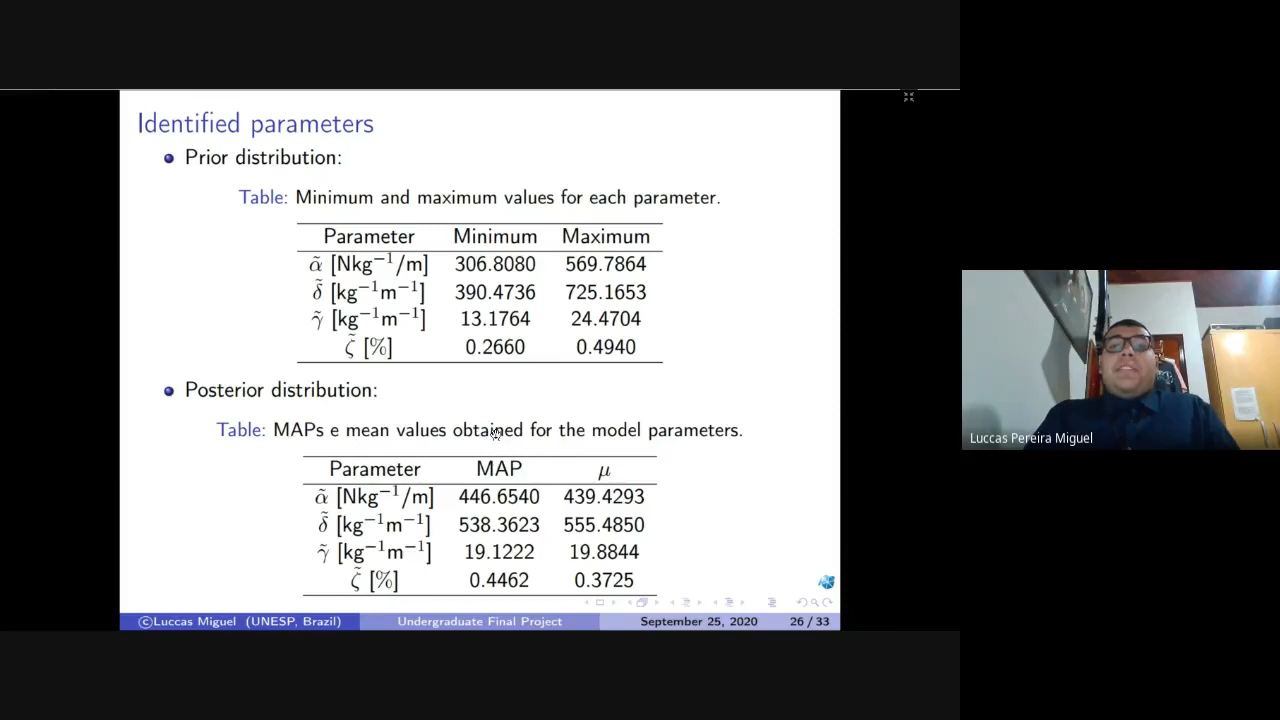 Identified parameters
Prior distribution:
Table: Minimum and maximum values for each parameter.
Parameter Minimum Maximum
α̃ [Nkg⁻¹/m] 306.8080 569.7864
δ̃ [kg⁻¹m⁻¹] 390.4736 725.1653
γ̃ [kg⁻¹m⁻¹] 13.1764 24.4704
ζ̃ [%] 0.2660 0.4940
Posterior distribution:
Table: MAPs e mean values obtained for the model parameters.
Parameter MAP μ
α̃ [Nkg⁻¹/m] 446.6540 439.4293
δ̃ [kg⁻¹m⁻¹] 538.3623 555.4850
γ̃ [kg⁻¹m⁻¹] 19.1222 19.8844
ζ̃ [%] 0.4462 0.3725
©Luccas Miguel (UNESP, Brazil) Undergraduate Final Project September 25, 2020 26 / 33
Luccas Pereira Miguel